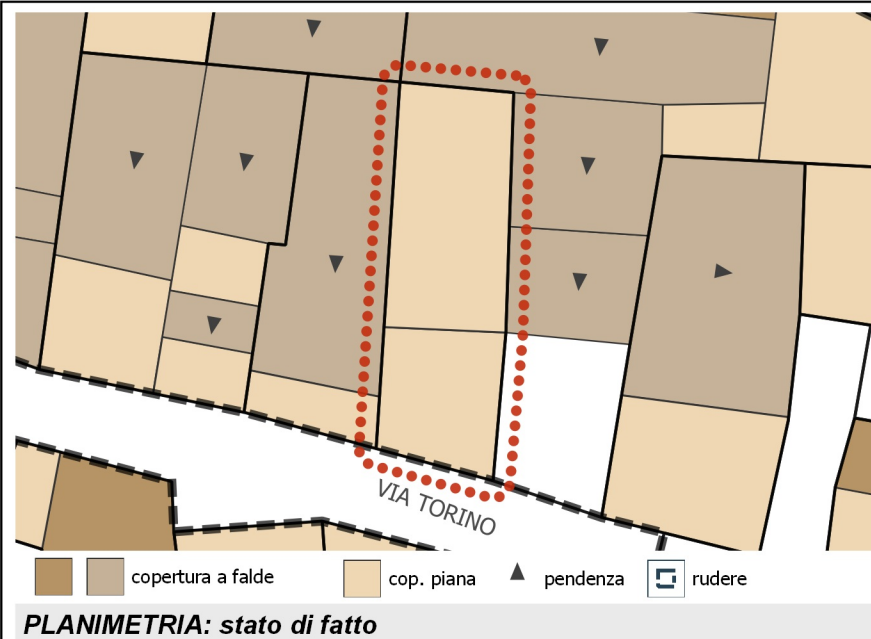 VIA TORINO
copertura a falde
cop. piana
pendenza
rudere
PLANIMETRIA: stato di fatto